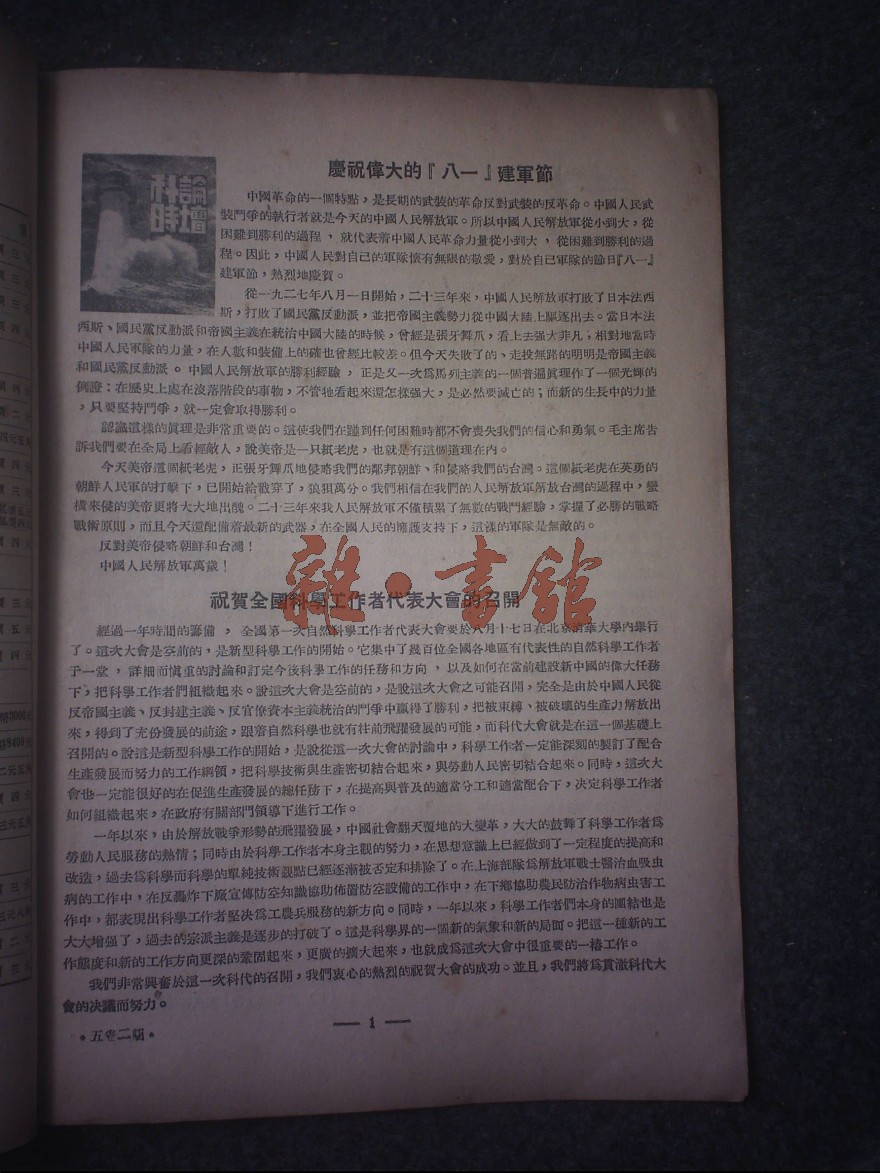 科時
論壇
慶祝偉大的『八一』建軍節
中國革命的一個特點，是長期的武裝的革命反對武裝的反革命。中國人民武
裝鬥爭的執行者就是今天的中國人民解放軍。所以中國人民解放軍從小到大，從
困難到勝利的過程，就代表着中國人民革命力量從小到大，從困難到勝利的過
程。因此，中國人民對自己的軍隊懷有無限的敬愛，對於自己軍隊的節日『八一』
建軍節，熱烈地慶賀。
從一九二七年八月一日開始，二十三年來，中國人民解放軍打敗了日本法西
斯，打敗了國民黨反動派，並把帝國主義勢力從中國大陸上驅逐出去。當日本法
西斯、國民黨反動派和帝國主義在統治中國大陸的時候，曾經是張牙舞爪，看上去强大非凡；相對地當時
中國人民軍隊的力量，在人數和裝備上的確也曾經比較差。但今天失敗了的、走投無路的明明是帝國主義
和國民黨反動派。中國人民解放軍的勝利經驗，正是又一次爲馬列主義的一個普遍眞理作了一個光輝的
例證：在歷史上處在沒落階段的事物，不管牠看起來還怎樣强大，是必然要滅亡的；而新的生長中的力量
，只要堅持鬥爭，就一定會取得勝利。
認識這樣的眞理是非常重要的。這使我們在碰到任何困難時都不會喪失我們的信心和勇氣。毛主席告
訴我們要在全局上看輕敵人，說美帝是一只紙老虎，也就是有這個道理在內。
今天美帝這個紙老虎，正張牙舞爪地侵略我們的鄰邦朝鮮、和侵略我們的台灣。這個紙老虎在英勇的
朝鮮人民軍的打擊下，已開始給戳穿了，狼狽萬分。我們相信在我們的人民解放軍解放台灣的過程中，蠻
橫來侵的美帝更將大大地出醜。二十三年來我人民解放軍不僅積累了無數的戰鬥經驗，掌握了必勝的戰略
戰術原則，而且今天還配備着最新的武器，在全國人民的擁護支持下，這樣的軍隊是無敵的。
反對美帝侵略朝鮮和台灣！
中國人民解放軍萬歲！
雜·書館
祝賀全國科學工作者代表大會的召開
經過一年時間的籌備，全國第一次自然科學工作者代表大會要於八月十七日在北京清華大學內舉行
了。這次大會是空前的，是新型科學工作的開始。它集中了幾百位全國各地區有代表性的自然科學工作者
于一堂，詳細而愼重的討論和訂定今後科學工作的任務和方向，以及如何在當前建設新中國的偉大任務
下，把科學工作者們組織起來。說這次大會是空前的，是說這次大會之可能召開，完全是由於中國人民從
反帝國主義、反封建主義、反官僚資本主義統治的鬥爭中贏得了勝利，把被束縛、被破壞的生產力解放出
來，得到了充份發展的前途，跟着自然科學也就有往前飛躍發展的可能，而科代大會就是在這一個基礎上
召開的。說這是新型科學工作的開始，是說從這一次大會的討論中，科學工作者一定能深刻的製訂了配合
生產發展而努力的工作綱領，把科學技術與生產密切結合起來，與勞動人民密切結合起來。同時，這次大
會也一定能很好的在促進生產發展的總任務下，在提高與普及的適當分工和適當配合下，決定科學工作者
如何組織起來，在政府有關部門領導下進行工作。
一年以來，由於解放戰爭形勢的飛躍發展，中國社會翻天覆地的大變革，大大的鼓舞了科學工作者爲
勞動人民服務的熱情；同時由於科學工作者本身主觀的努力，在思想意識上已經做到了一定程度的提高和
改造，過去爲科學而科學的單純技術觀點已經逐漸被否定和排除了。在上海部隊爲解放軍戰士醫治血吸虫
病的工作中，在反轟炸下廠宣傳防空知識協助佈置防空設備的工作中，在下鄉協助農民防治作物病虫害工
作中，都表現出科學工作者堅決爲工農兵服務的新方向。同時，一年以來，科學工作者們本身的團結也是
大大增强了，過去的宗派主義是逐步的打破了。這是科學界的一個新的氣象和新的局面。把這一種新的工
作態度和新的工作方向更深的鞏固起來，更廣的擴大起來，也就成爲這次大會中很重要的一樁工作。
我們非常興奮於這一次科代的召開，我們衷心的熱烈的祝賀大會的成功。並且，我們將爲貫澈科代大
會的決議而努力。
— 1 —
• 五卷二期 •